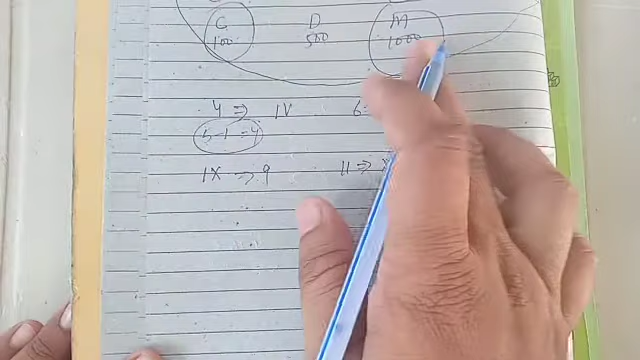 C D M
100 500 1000
4 ⇒ IV 6
5-1=4
IX → 9 11 ⇒ X